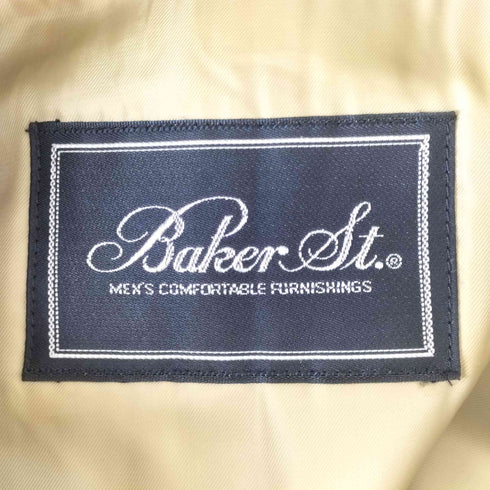 Baker St.®
MEN'S COMFORTABLE FURNISHINGS